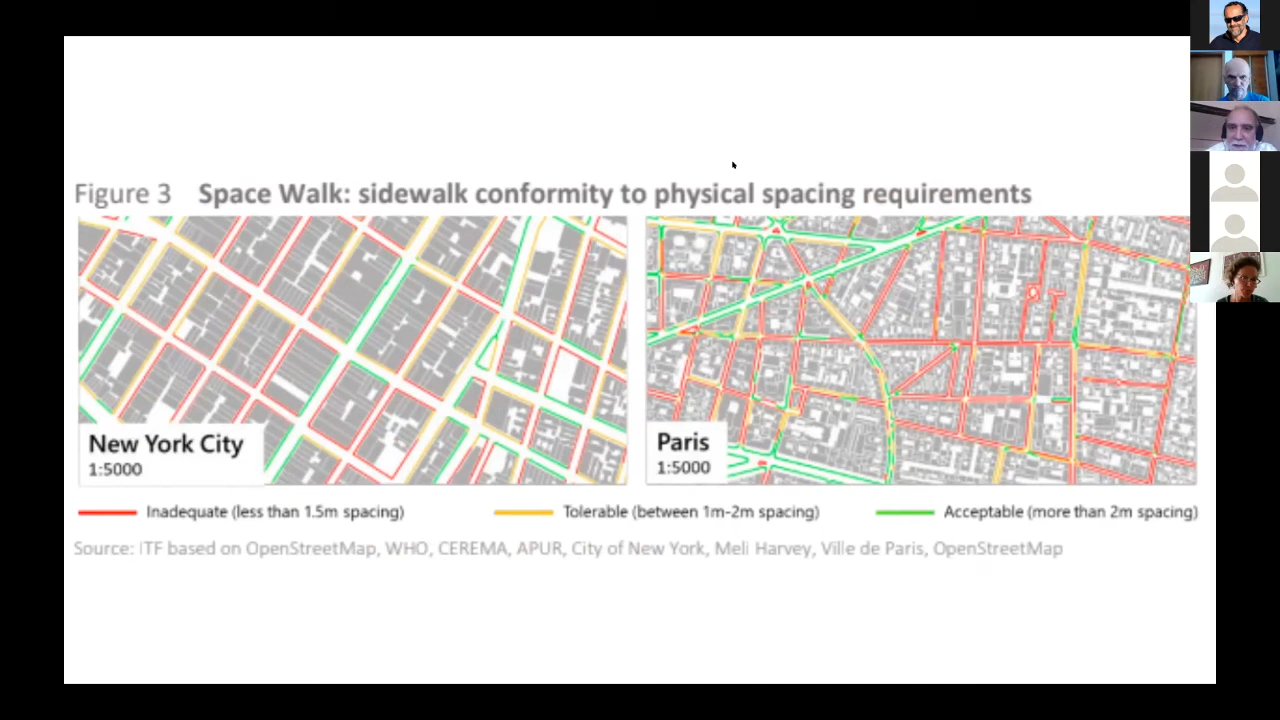 Figure 3 Space Walk: sidewalk conformity to physical spacing requirements
New York City
1:5000
Paris
1:5000
Inadequate (less than 1.5m spacing) Tolerable (between 1m-2m spacing) Acceptable (more than 2m spacing)
Source: ITF based on OpenStreetMap, WHO, CEREMA, APUR, City of New York, Meli Harvey, Ville de Paris, OpenStreetMap